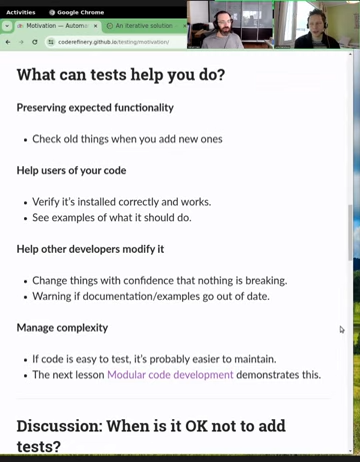 Activities
Google Chrome
Motivation — Autom
An iterative solution
coderefinery.github.io/testing/motivation/
What can tests help you do?
Preserving expected functionality
• Check old things when you add new ones
Help users of your code
• Verify it's installed correctly and works.
• See examples of what it should do.
Help other developers modify it
• Change things with confidence that nothing is breaking.
• Warning if documentation/examples go out of date.
Manage complexity
• If code is easy to test, it's probably easier to maintain.
• The next lesson Modular code development demonstrates this.
Discussion: When is it OK not to add
tests?